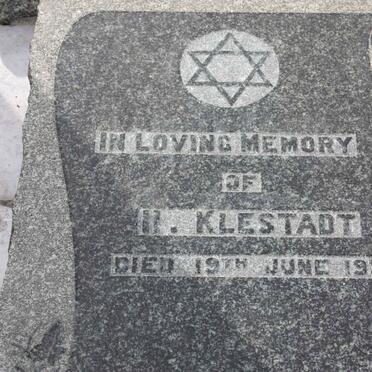 IN LOVING MEMORY
OF
H. KLESTADT
DIED 19TH JUNE 19